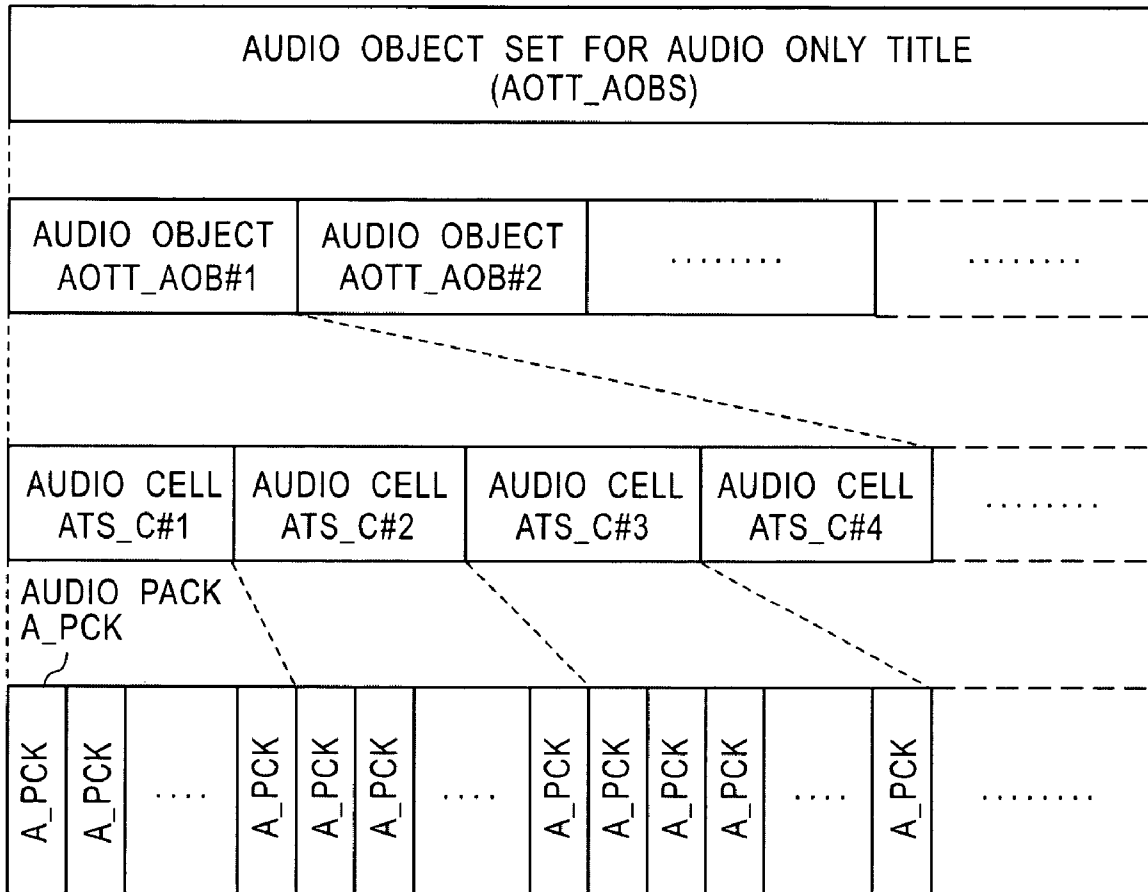 AUDIO OBJECT SET FOR AUDIO ONLY TITLE
(AOTT_AOBS)
AUDIO OBJECT
AOTT_AOB#1
AUDIO OBJECT
AOTT_AOB#2
........
........
AUDIO CELL
ATS_C#1
AUDIO CELL
ATS_C#2
AUDIO CELL
ATS_C#3
AUDIO CELL
ATS_C#4
........
AUDIO PACK
A_PCK
A_PCK
A_PCK
....
A_PCK
A_PCK
A_PCK
....
A_PCK
A_PCK
A_PCK
A_PCK
....
A_PCK
........